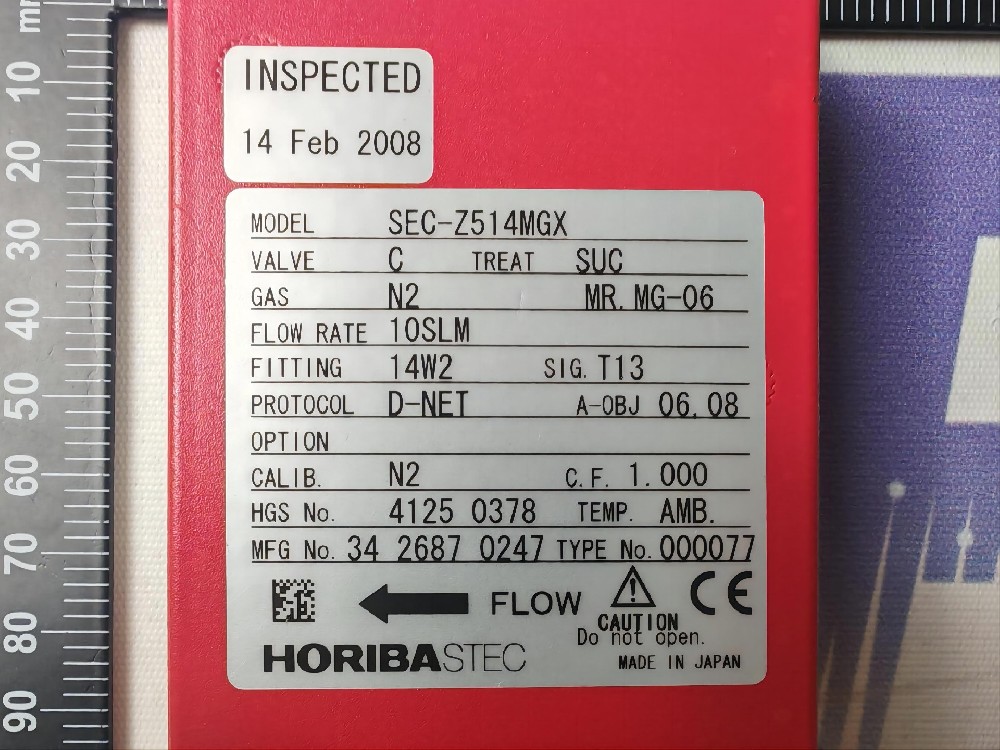 mm
10
20
30
40
50
60
70
80
90
INSPECTED
14 Feb 2008
MODEL SEC-Z514MGX
VALVE C TREAT SUC
GAS N2 MR.MG-06
FLOW RATE 10SLM
FITTING 14W2 SIG. T13
PROTOCOL D-NET A-OBJ 06,08
OPTION
CALIB. N2 C.F. 1.000
HGS No. 4125 0378 TEMP. AMB.
MFG No. 34 2687 0247 TYPE No. 000077
FLOW
CE
CAUTION
Do not open.
HORIBASTEC
MADE IN JAPAN